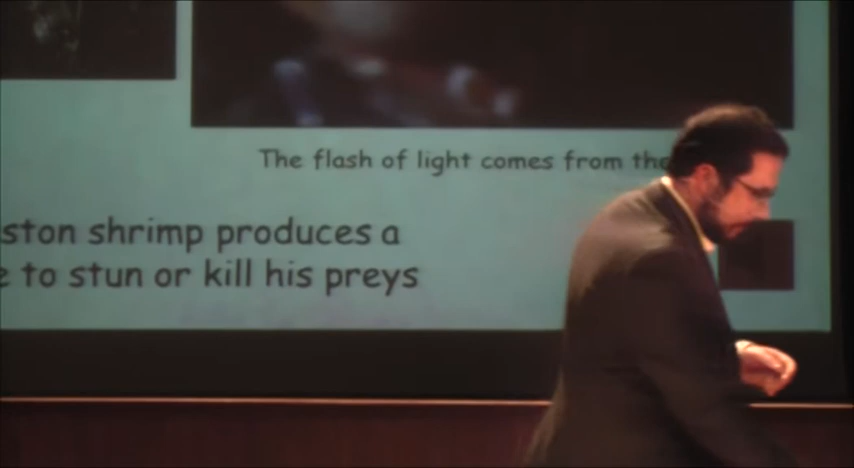 The flash of light comes from the
ston shrimp produces a
e to stun or kill his preys